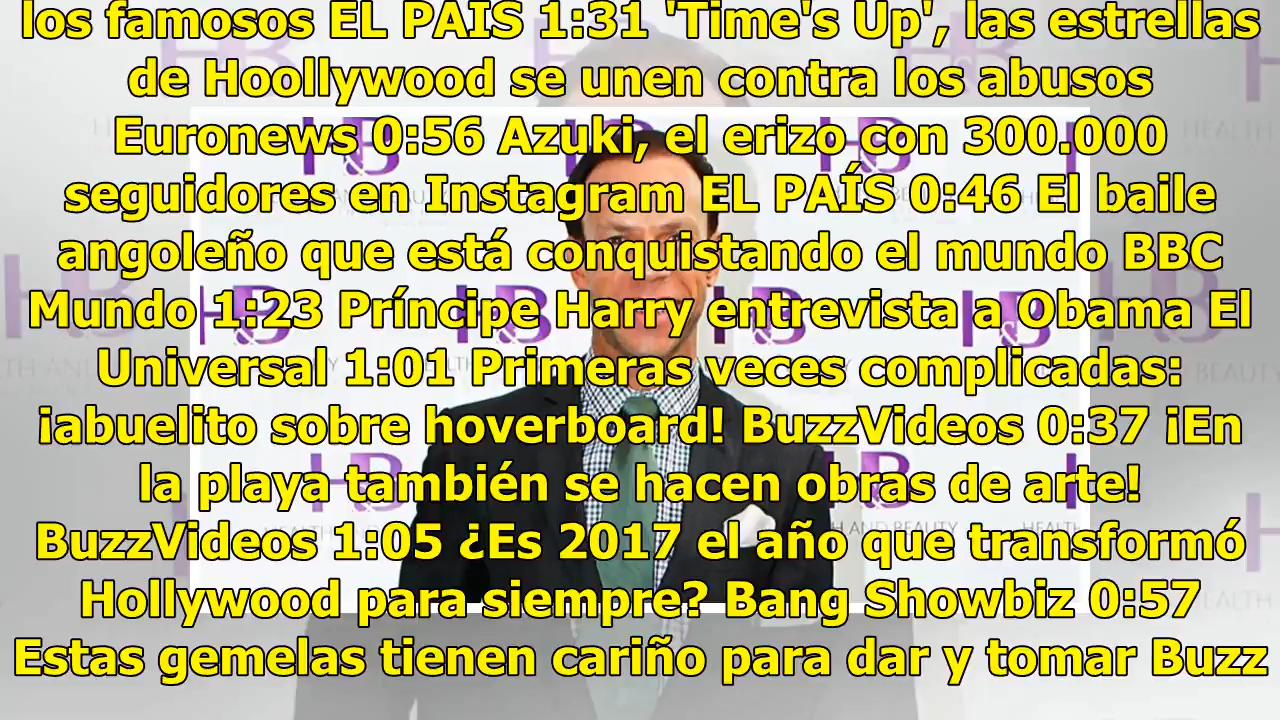 los famosos EL PAÍS 1:31 'Time's Up', las estrellas
de Hoollywood se unen contra los abusos
Euronews 0:56 Azuki, el erizo con 300.000
seguidores en Instagram EL PAÍS 0:46 El baile
angoleño que está conquistando el mundo BBC
Mundo 1:23 Príncipe Harry entrevista a Obama El
Universal 1:01 Primeras veces complicadas:
¡abuelito sobre hoverboard! BuzzVideos 0:37 ¡En
la playa también se hacen obras de arte!
BuzzVideos 1:05 ¿Es 2017 el año que transformó
Hollywood para siempre? Bang Showbiz 0:57
Estas gemelas tienen cariño para dar y tomar Buzz